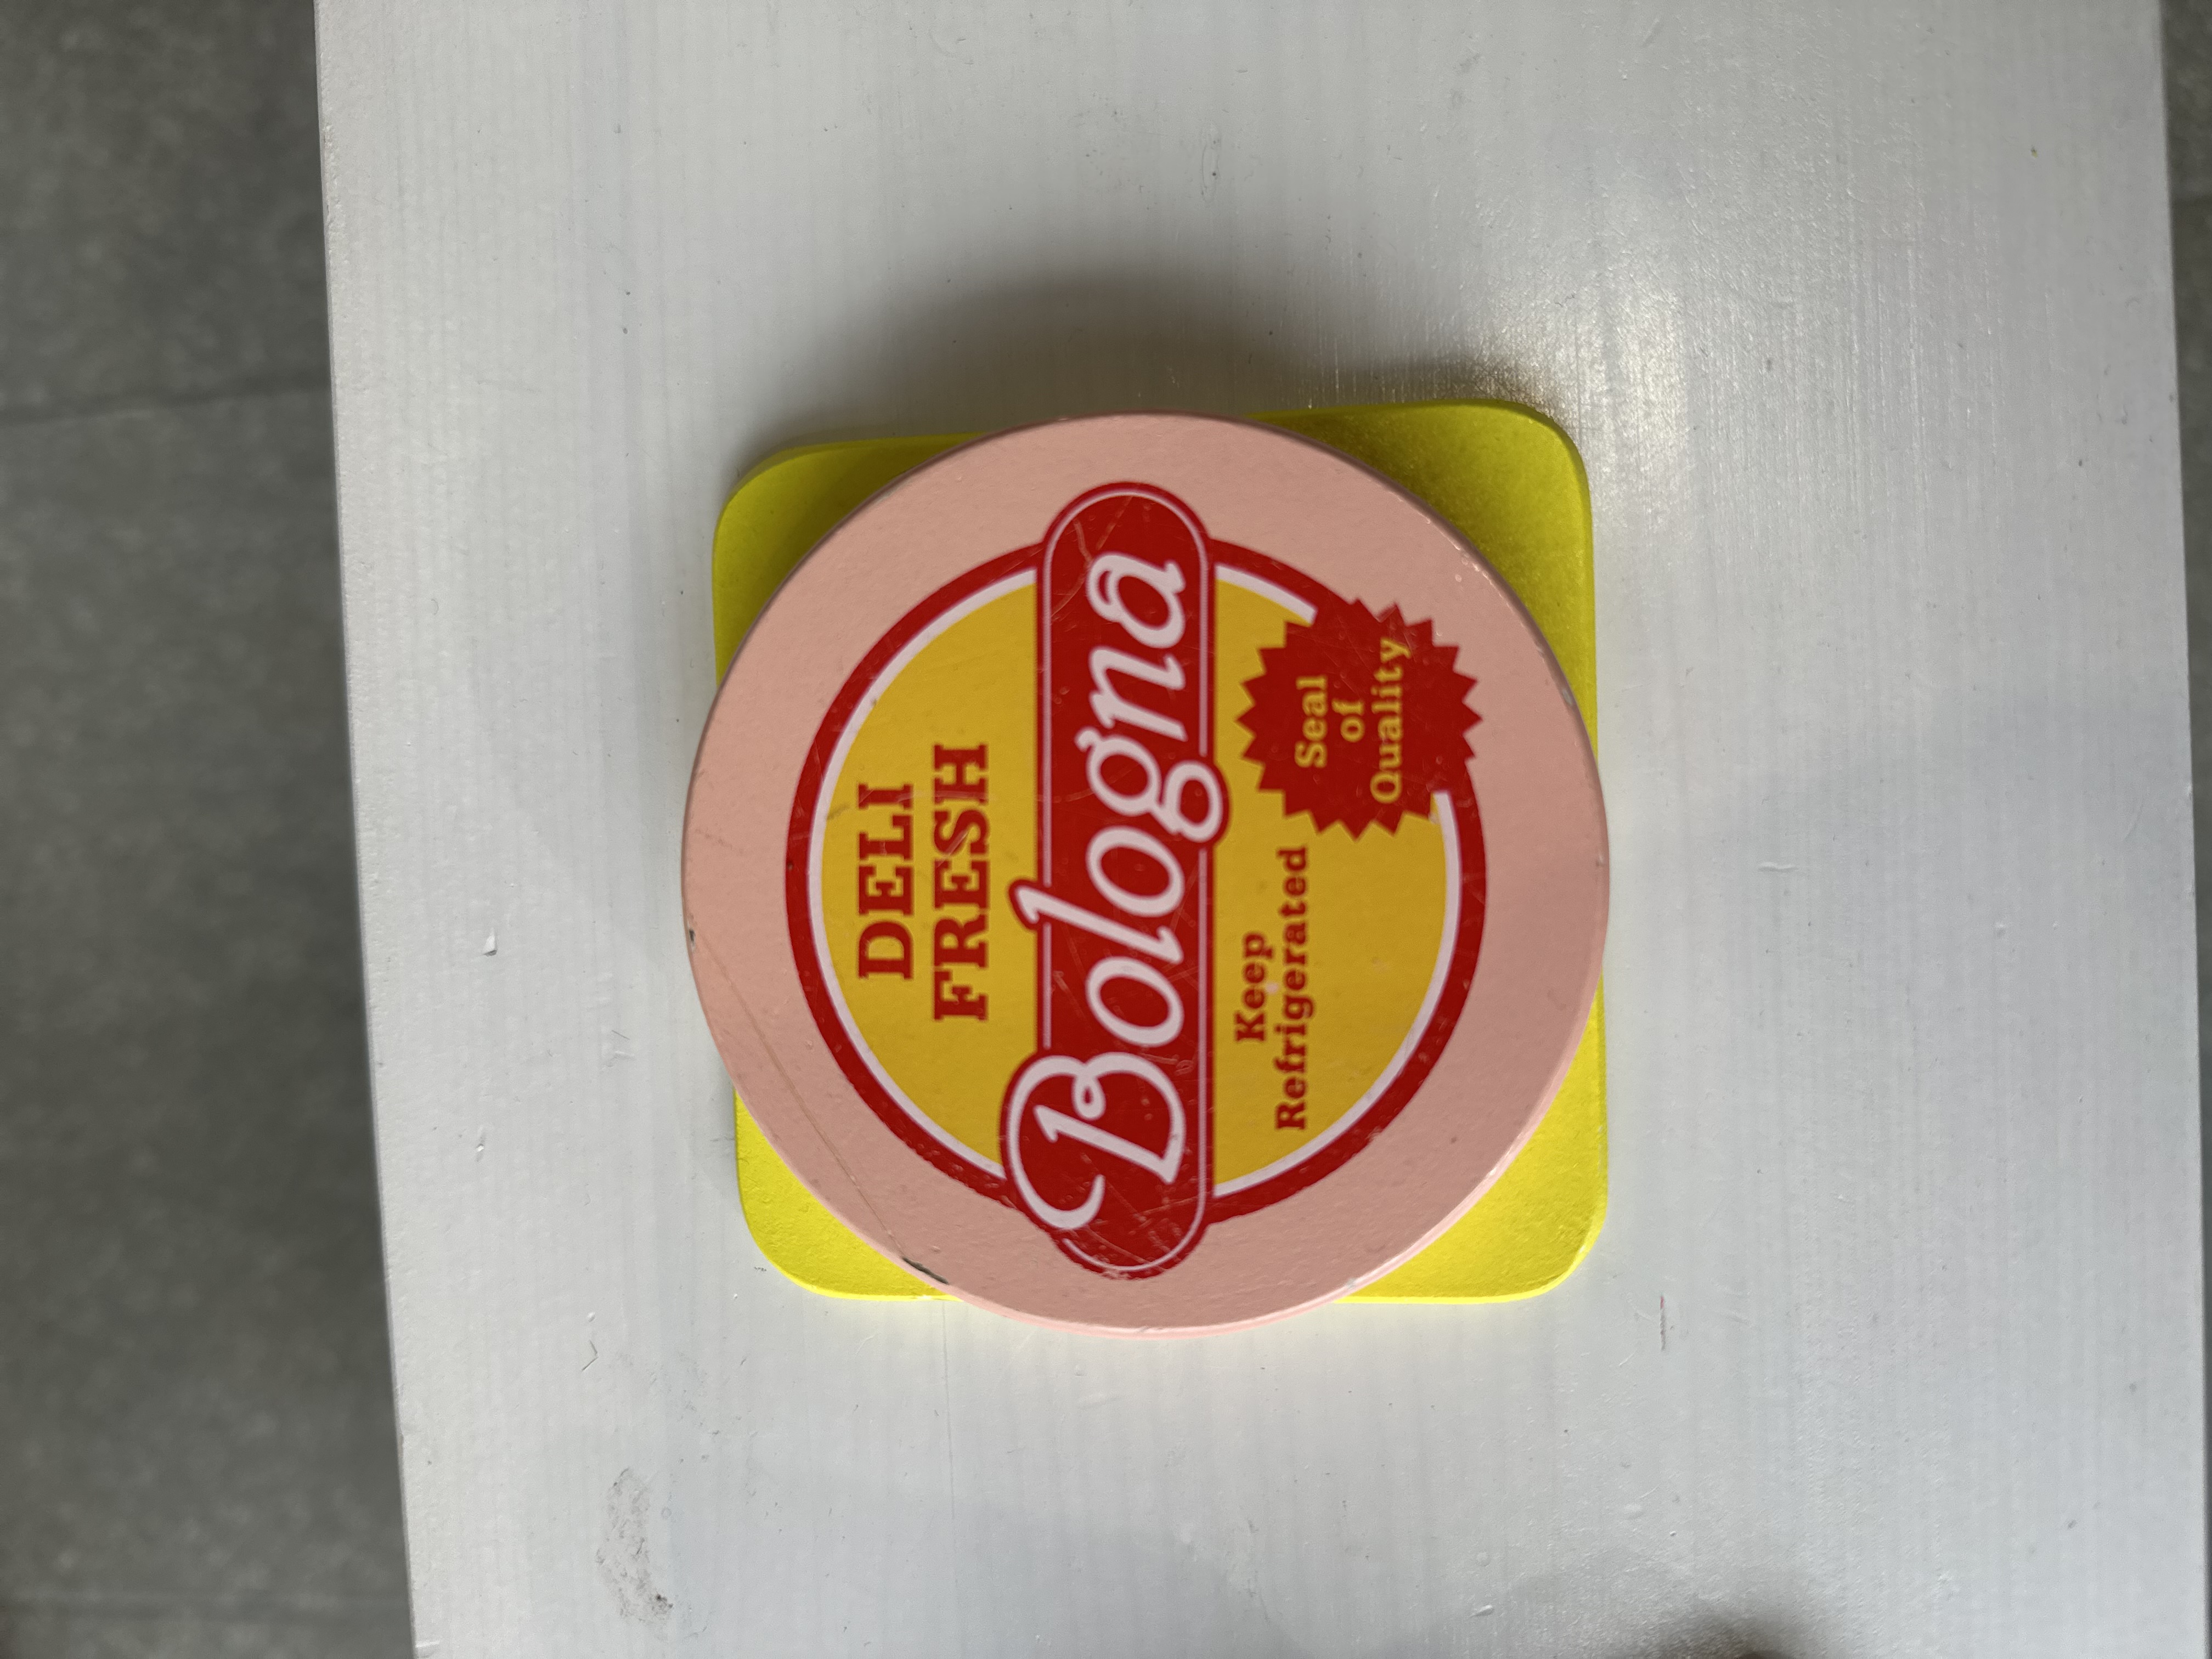 DELI
FRESH
Bologna
Keep
Refrigerated
Seal
of
Quality